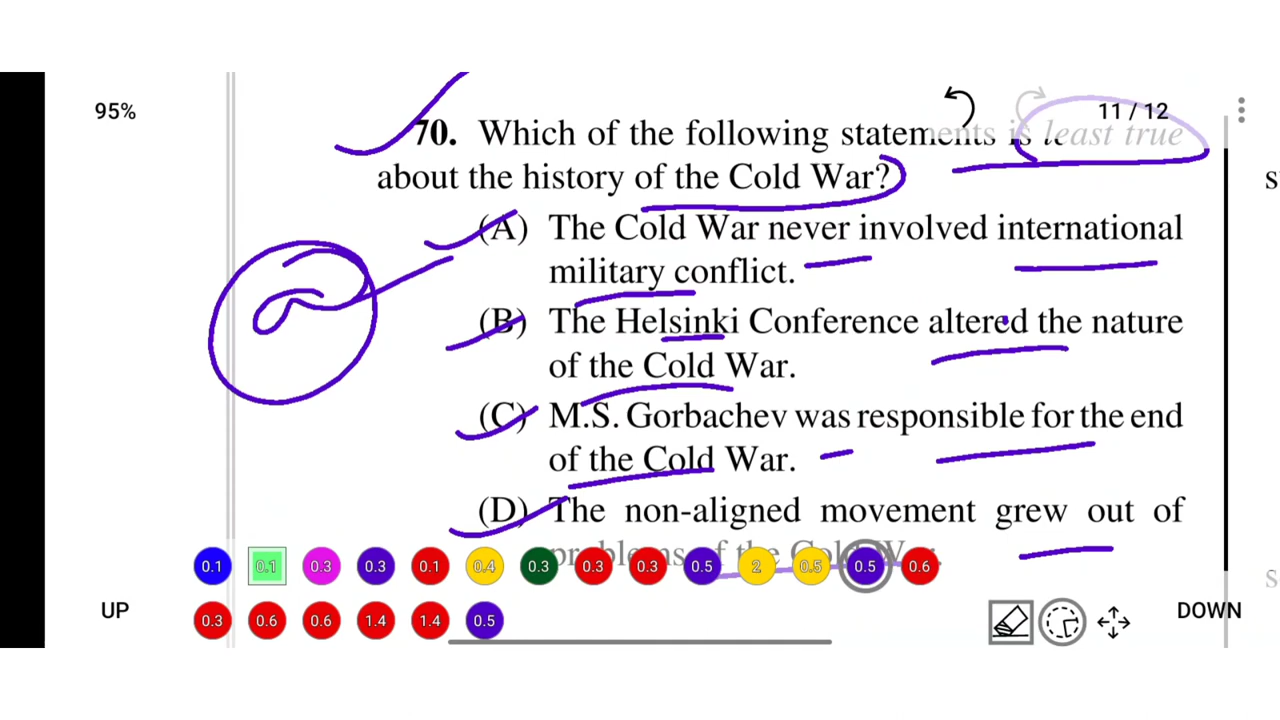 95%
11 / 12
70. Which of the following statements is least true
about the history of the Cold War?
(A) The Cold War never involved international
military conflict.
(B) The Helsinki Conference altered the nature
of the Cold War.
(C) M.S. Gorbachev was responsible for the end
of the Cold War.
(D) The non-aligned movement grew out of
problems of the Cold War.
s
0.1 0.1 0.3 0.3 0.1 0.4 0.3 0.3 0.3 0.5 2 0.5 0.5 0.6
s
UP
DOWN
0.3 0.6 0.6 1.4 1.4 0.5